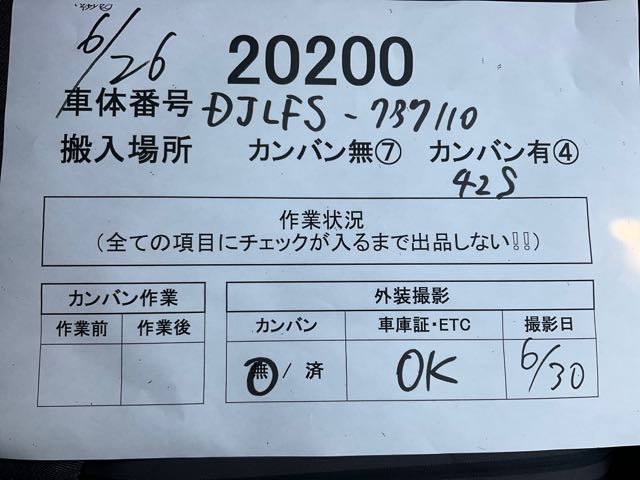 6/26
20200
車体番号 DJLFS-737110
搬入場所 カンバン無⑦ カンバン有④
42S
作業状況
(全ての項目にチェックが入るまで出品しない!!)
カンバン作業
作業前 作業後
外装撮影
カンバン 車庫証・ETC 撮影日
無 / 済 OK 6/30